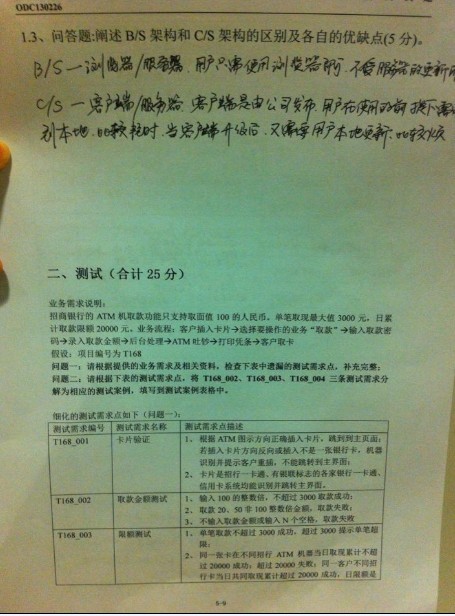 ODC130226
1.3、问答题:阐述 B/S 架构和 C/S 架构的区别及各自的优缺点(5 分)。
B/S — 浏览器/服务器, 用户只需使用浏览器即可, 不受服务器的更新
C/S — 客户端/服务器 客户端是由公司发布, 用户在使用的时候下
到本地, 比较耗时, 当客户端升级后, 又需要用户本地更新, 比较烦
二、测试（合计 25 分）
业务需求说明:
招商银行的 ATM 机取款功能只支持取面值 100 的人民币，单笔取现最大值 3000 元，日累
计取款限额 20000 元。业务流程: 客户插入卡片→选择要操作的业务“取款”→输入取款密
码→录入取款金额→后台处理→ATM 吐钞→打印凭条→客户取卡
假设: 项目编号为 T168
问题一: 请根据提供的业务需求及相关资料，检查下表中遗漏的测试需求点，补充完整;
问题二: 请根据下表的测试需求点，将 T168_002、T168_003、T168_004 三条测试需求分
解为相应的测试案例，填写到测试案例表格中。
细化的测试需求点如下（问题一）:
测试需求编号 测试需求名称 测试需求点描述
T168_001 卡片验证 1、 根据 ATM 图示方向正确插入卡片，跳到到主页面;
若插入卡片方向反向或插入不是一张银行卡，机器
识别并提示客户重插，不能跳转到主界面;
2、 卡片是招行一卡通、有磁联标志的各家银行一卡通、
信用卡系统均能识别并跳转主界面。
T168_002 取款金额测试 1、 输入 100 的整数倍，不超过 3000 取款成功;
2、 取款 20、50 非 100 整数倍金额，取款失败;
3、 不输入取款金额或输入 N 个空格，取款失败
T168_003 限额测试 1、 单笔取款不超过 3000 成功，超过 3000 提示单笔超
限;
2、 同一张卡在不同招行 ATM 机器当日取现累计不超
过 20000 成功，超过 20000 失败; 同一客户不同招
行卡当日共同取现累计超过 20000 成功，日限额是